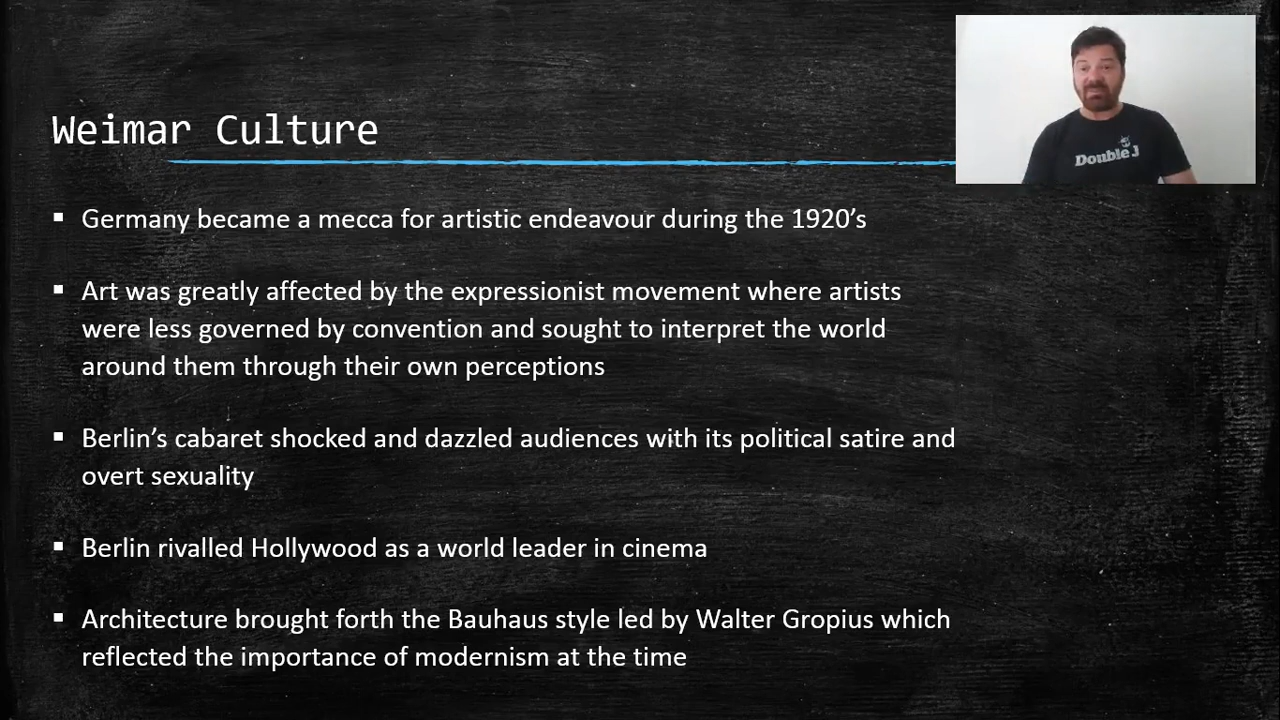 Weimar Culture
Double J
▪ Germany became a mecca for artistic endeavour during the 1920’s
▪ Art was greatly affected by the expressionist movement where artists
were less governed by convention and sought to interpret the world
around them through their own perceptions
▪ Berlin’s cabaret shocked and dazzled audiences with its political satire and
overt sexuality
▪ Berlin rivalled Hollywood as a world leader in cinema
▪ Architecture brought forth the Bauhaus style led by Walter Gropius which
reflected the importance of modernism at the time